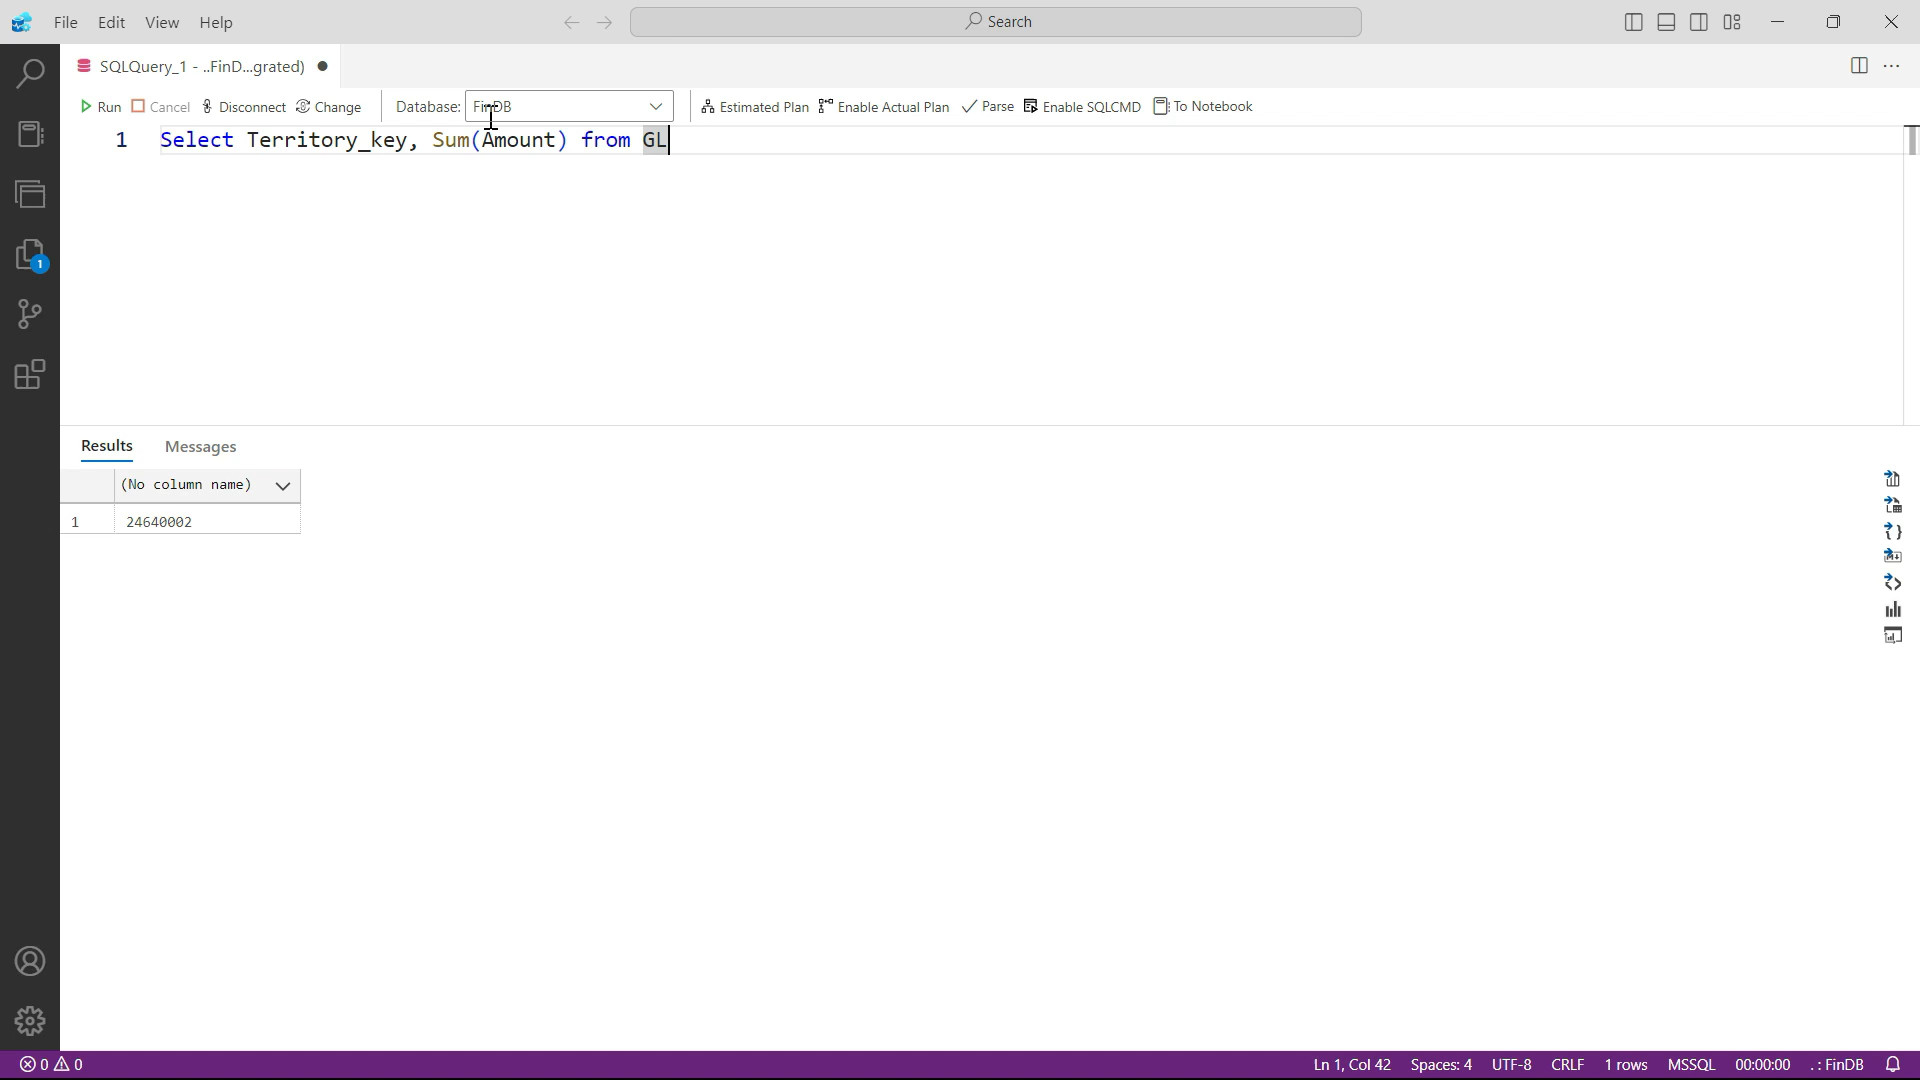 File Edit View Help Search
SQLQuery_1 - ..FinD...grated)
Run Cancel Disconnect Change Database: FinDB Estimated Plan Enable Actual Plan Parse Enable SQLCMD To Notebook
1 Select Territory_key, Sum(Amount) from GL
1
Results Messages
(No column name)
1 24640002
0 0 Ln 1, Col 42 Spaces: 4 UTF-8 CRLF 1 rows MSSQL 00:00:00 . : FinDB